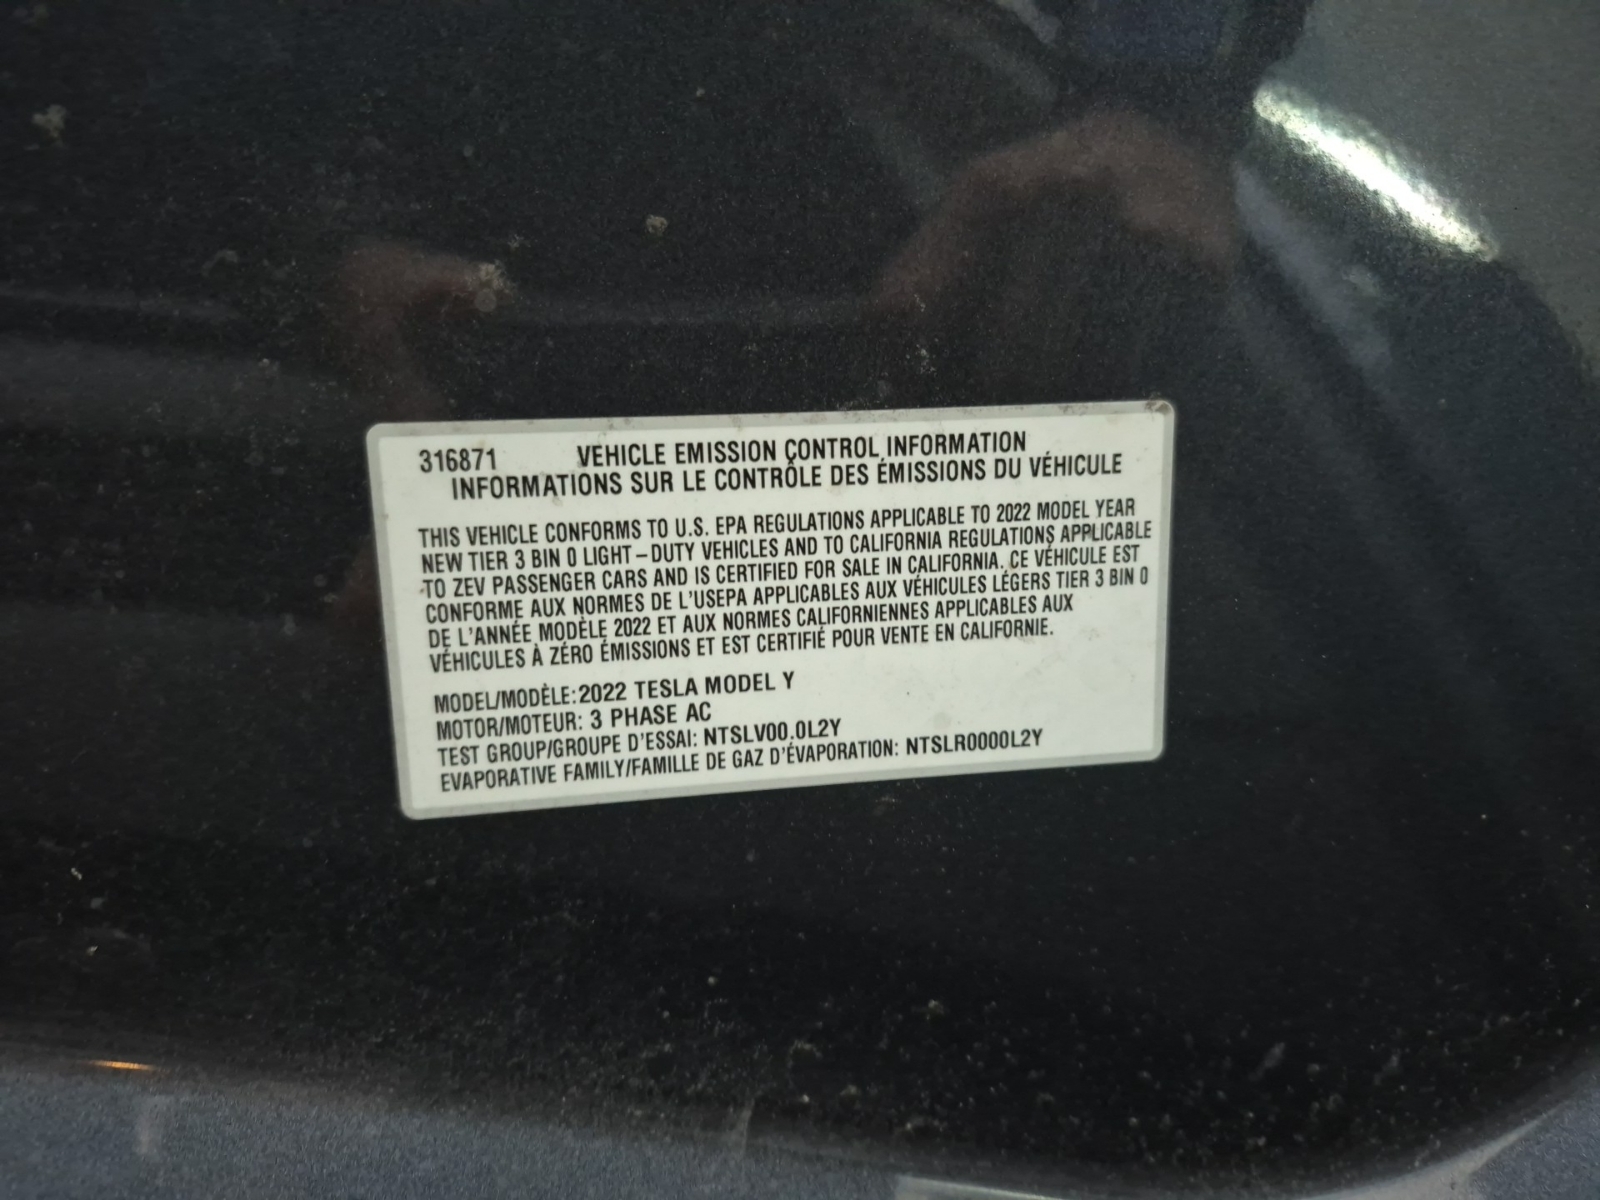 316871 VEHICLE EMISSION CONTROL INFORMATION
INFORMATIONS SUR LE CONTRÔLE DES ÉMISSIONS DU VÉHICULE
THIS VEHICLE CONFORMS TO U.S. EPA REGULATIONS APPLICABLE TO 2022 MODEL YEAR
NEW TIER 3 BIN 0 LIGHT-DUTY VEHICLES AND TO CALIFORNIA REGULATIONS APPLICABLE
TO ZEV PASSENGER CARS AND IS CERTIFIED FOR SALE IN CALIFORNIA. CE VÉHICULE EST
CONFORME AUX NORMES DE L'USEPA APPLICABLES AUX VÉHICULES LÉGERS TIER 3 BIN 0
DE L'ANNÉE MODÈLE 2022 ET AUX NORMES CALIFORNIENNES APPLICABLES AUX
VÉHICULES À ZÉRO ÉMISSIONS ET EST CERTIFIÉ POUR VENTE EN CALIFORNIE.
MODEL/MODÈLE: 2022 TESLA MODEL Y
MOTOR/MOTEUR: 3 PHASE AC
TEST GROUP/GROUPE D'ESSAI: NTSLV00.0L2Y
EVAPORATIVE FAMILY/FAMILLE DE GAZ D'ÉVAPORATION: NTSLR0000L2Y